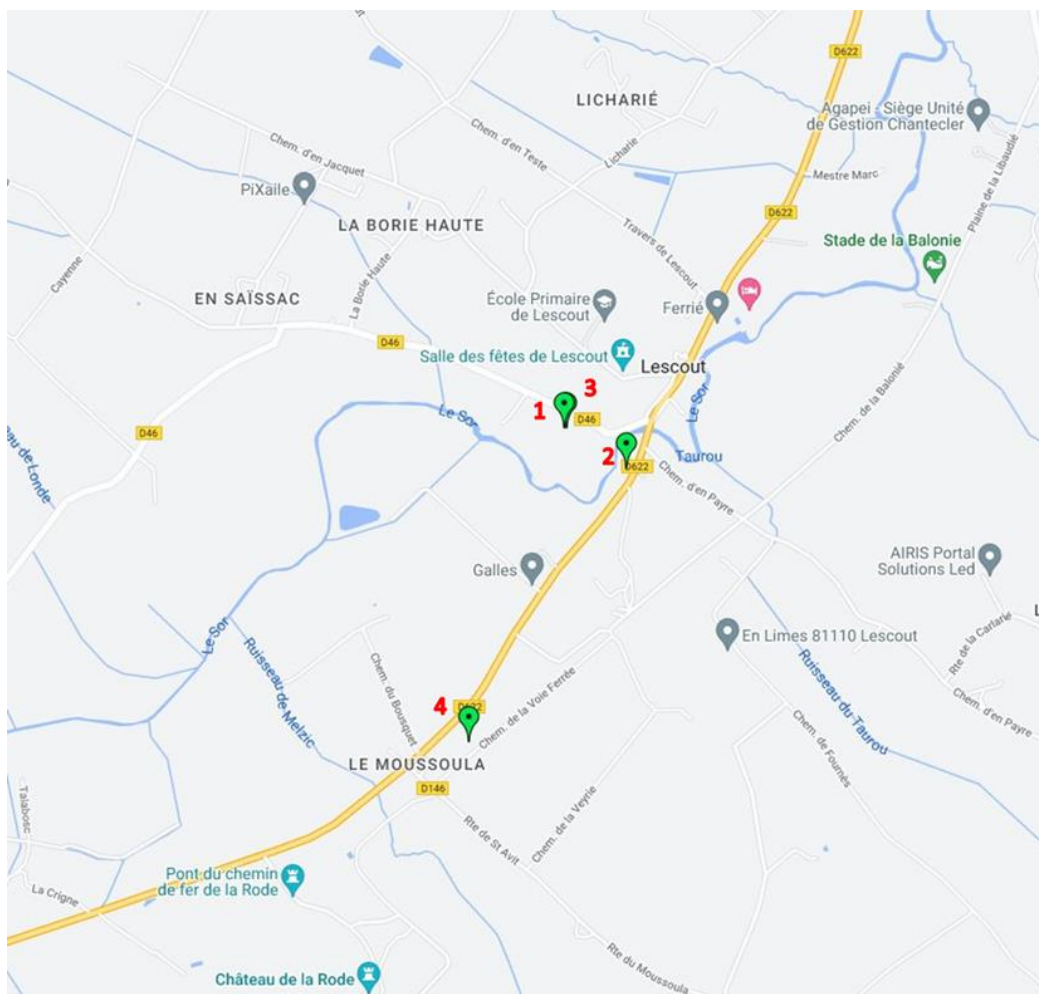 D622
LICHARIÉ
Agapei - Siège Unité
de Gestion Chantecler
Chem. d'en Teste
Chem. d'en Jacquet
Licharie
Mestre Marc
PiXaile
Plaine de la Libaudié
D622
LA BORIE HAUTE
Travers de Lescout
Stade de la Balonie
Cayenne
La Borie Haute
EN SAÏSSAC
École Primaire
de Lescout
Ferrié
D46
Salle des fêtes de Lescout
Lescout
3
1
D46
Le Sor
Le Sor
Chem. de la Balonié
D46
2
Taurou
D622
Chem. d'en Payre
eau de Londe
AIRIS Portal
Solutions Led
Galles
L
Le Sor
En Limes 81110 Lescout
Rte de la Carlarié
Ruisseau de Melzic
Chem. du Bousquet
Ruisseau du Taurou
Chem. d'en Payre
4
D622
Chem. de la Voie Ferrée
LE MOUSSOULA
Chem. de Fournès
D146
Talabosc
Chem. de la Veyrie
Rte de St Avit
Pont du chemin
de fer de la Rode
La Crigne
Rte du Moussoula
Château de la Rode